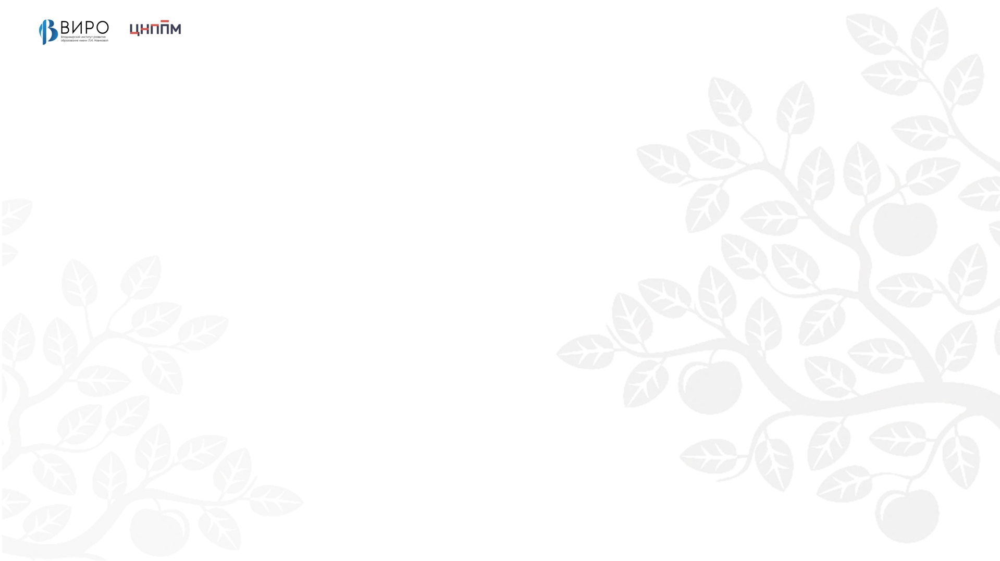 ВИРО
Владимирский институт развития
образования имени Л.И. Новиковой
ЦНППМ